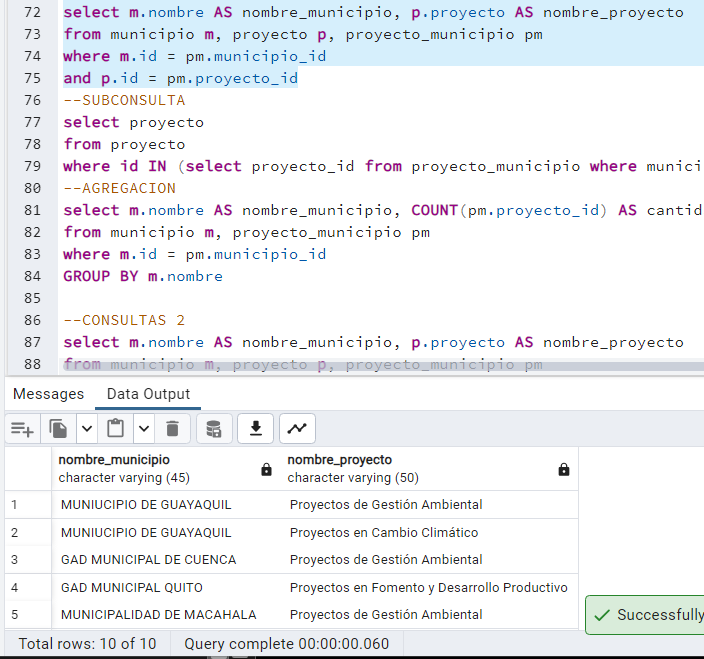 72 select m.nombre AS nombre_municipio, p.proyecto AS nombre_proyecto
73 from municipio m, proyecto p, proyecto_municipio pm
74 where m.id = pm.municipio_id
75 and p.id = pm.proyecto_id
76 --SUBCONSULTA
77 select proyecto
78 from proyecto
79 where id IN (select proyecto_id from proyecto_municipio where munici
80 --AGREGACION
81 select m.nombre AS nombre_municipio, COUNT(pm.proyecto_id) AS cantid
82 from municipio m, proyecto_municipio pm
83 where m.id = pm.municipio_id
84 GROUP BY m.nombre
85
86 --CONSULTAS 2
87 select m.nombre AS nombre_municipio, p.proyecto AS nombre_proyecto
88 from municipio m, proyecto p, proyecto_municipio pm
Messages Data Output
nombre_municipio nombre_proyecto
character varying (45) character varying (50)
1 MUNIUCIPIO DE GUAYAQUIL Proyectos de Gestión Ambiental
2 MUNIUCIPIO DE GUAYAQUIL Proyectos en Cambio Climático
3 GAD MUNICIPAL DE CUENCA Proyectos de Gestión Ambiental
4 GAD MUNICIPAL QUITO Proyectos en Fomento y Desarrollo Productivo
5 MUNICIPALIDAD DE MACAHALA Proyectos de Gestión Ambiental
Successfully
Total rows: 10 of 10 Query complete 00:00:00.060